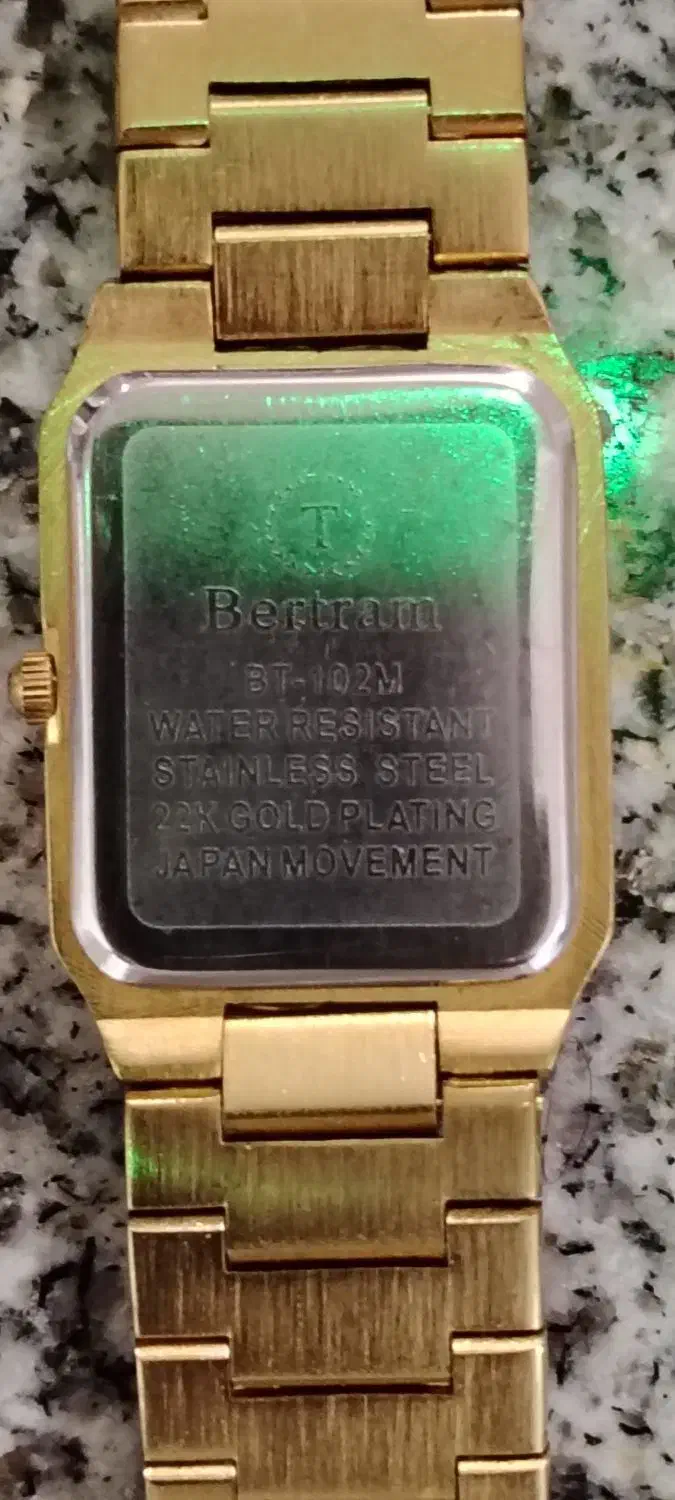 T
Bertram
BT-102M
WATER RESISTANT
STAINLESS STEEL
22K GOLD PLATING
JAPAN MOVEMENT